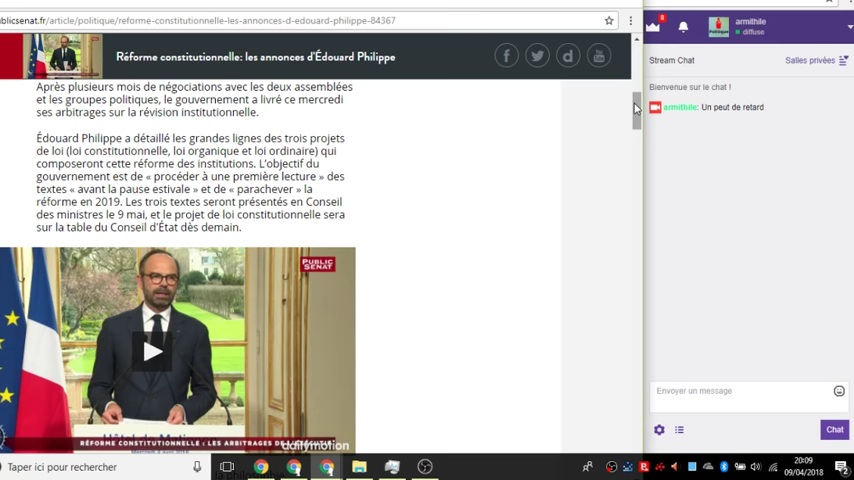 ublicsenat.fr/article/politique/reforme-constitutionnelle-les-annonces-d-edouard-philippe-84367
Réforme constitutionnelle: les annonces d'Édouard Philippe
Après plusieurs mois de négociations avec les deux assemblées
et les groupes politiques, le gouvernement a livré ce mercredi
ses arbitrages sur la révision institutionnelle.
Édouard Philippe a détaillé les grandes lignes des trois projets
de loi (loi constitutionnelle, loi organique et loi ordinaire) qui
composeront cette réforme des institutions. L'objectif du
gouvernement est de « procéder à une première lecture » des
textes « avant la pause estivale » et de « parachever » la
réforme en 2019. Les trois textes seront présentés en Conseil
des ministres le 9 mai, et le projet de loi constitutionnelle sera
sur la table du Conseil d'État dès demain.
PUBLIC
SENAT
RÉFORME CONSTITUTIONNELLE : LES ARBITRAGES DE
dailymotion
8
Politique
armithile
diffuse
Stream Chat
Salles privées
Bienvenue sur le chat !
armithile: Un peut de retard
Envoyer un message
Chat
Taper ici pour rechercher
20:09
09/04/2018
2